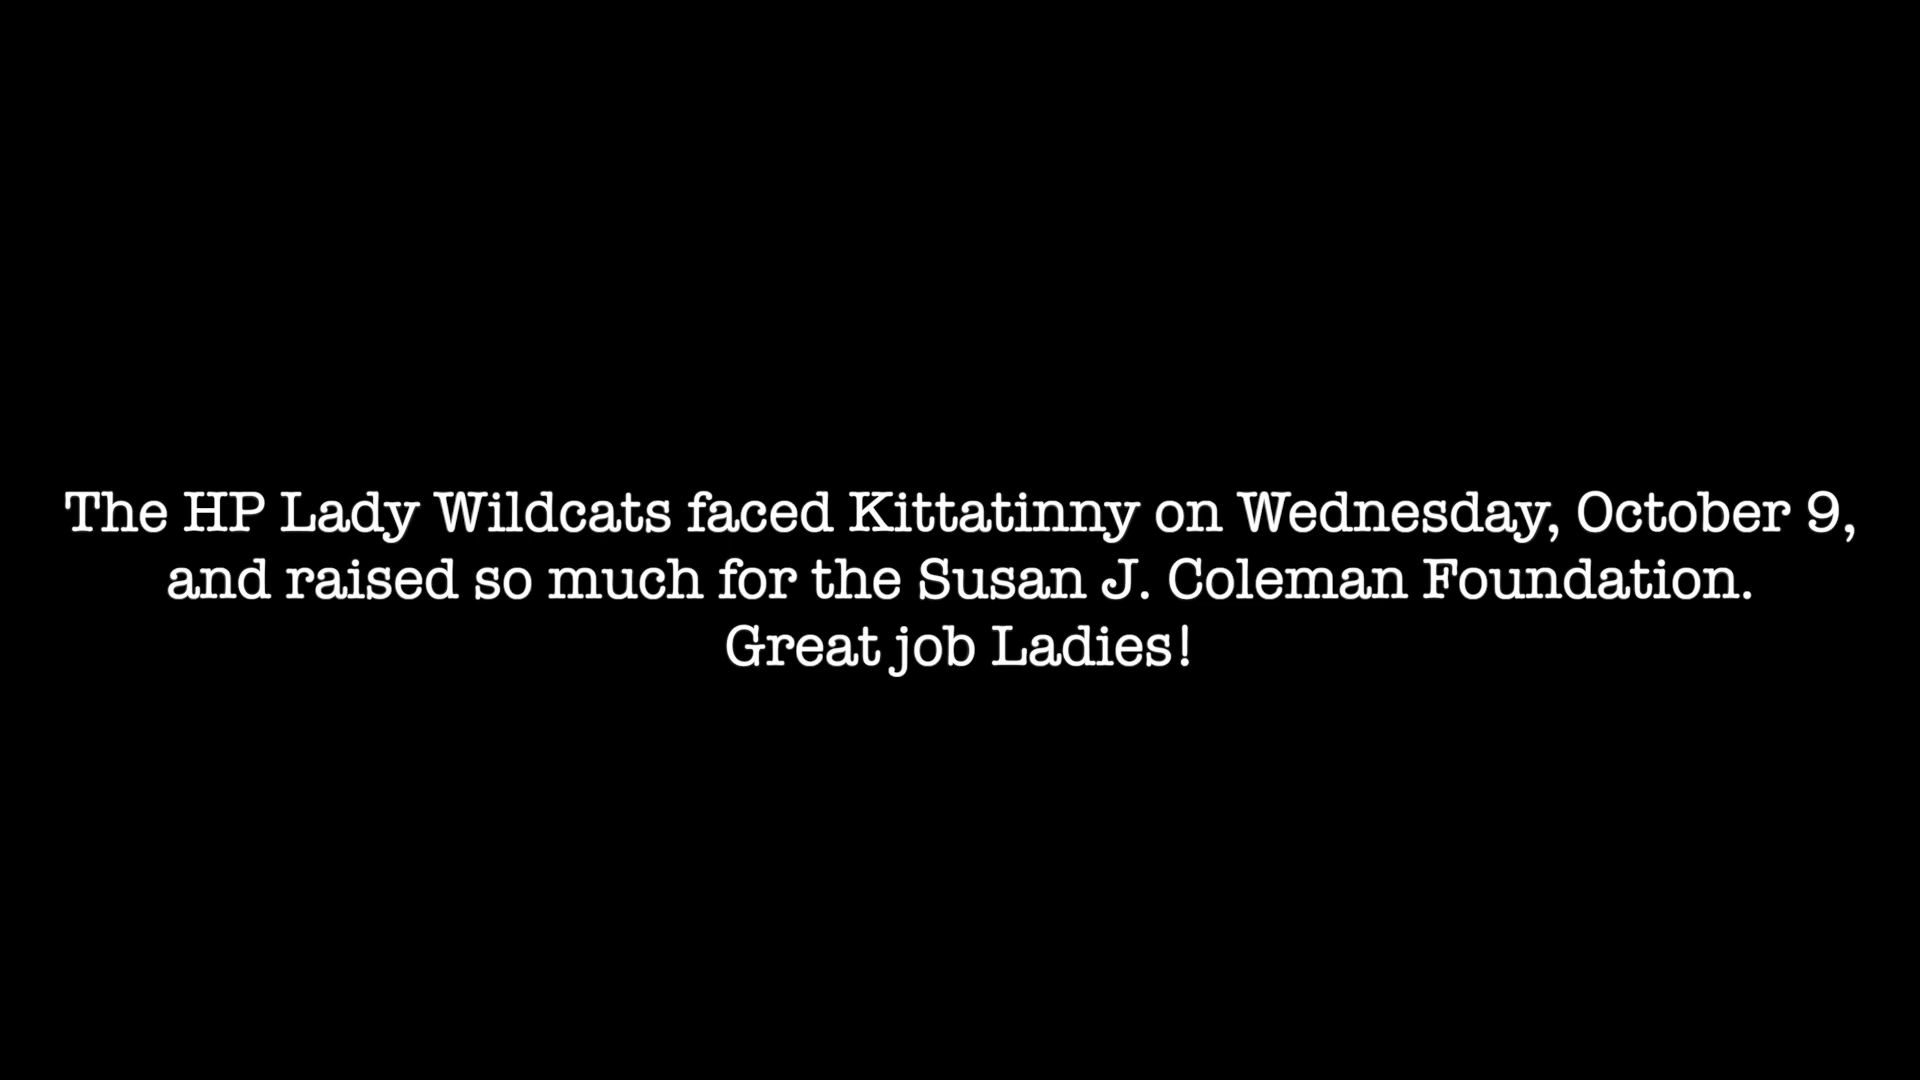 The HP Lady Wildcats faced Kittatinny on Wednesday, October 9,
and raised so much for the Susan J. Coleman Foundation.
Great job Ladies!